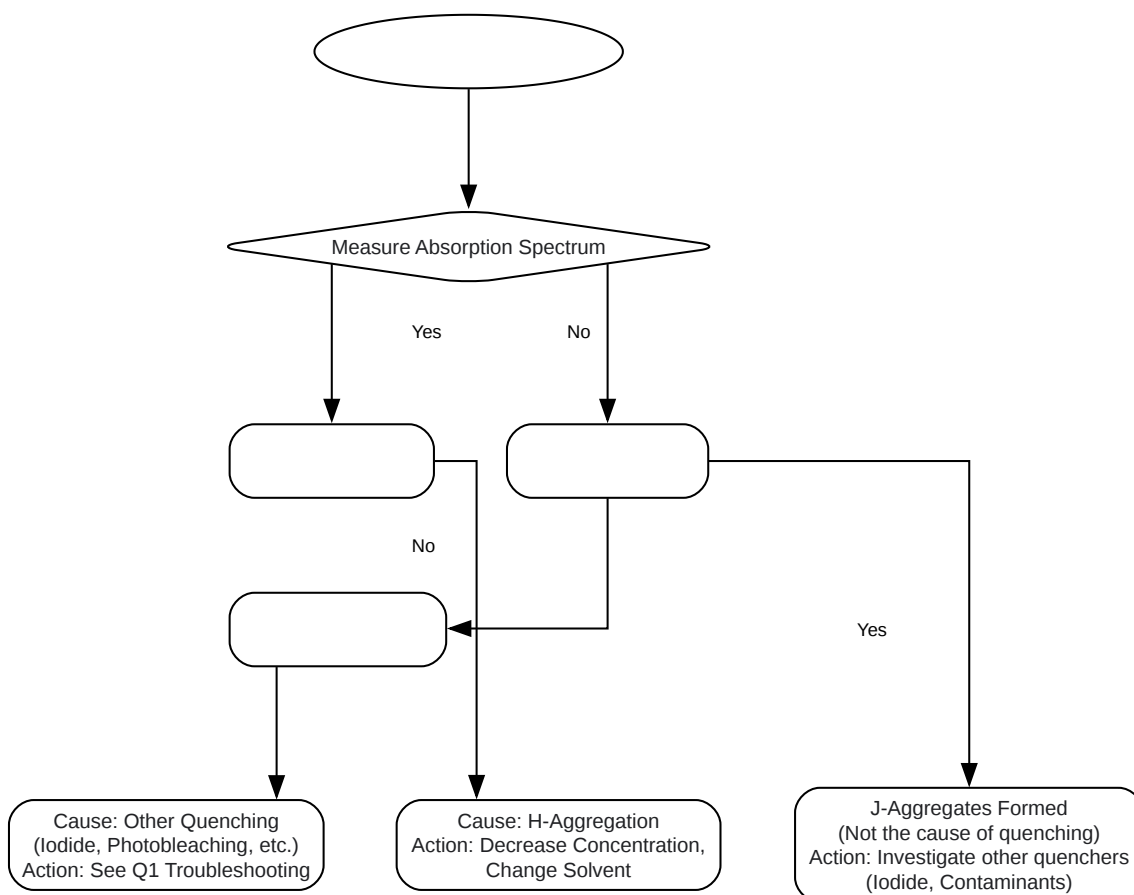 Measure Absorption Spectrum
Yes
No
No
Yes
Cause: Other Quenching
(Iodide, Photobleaching, etc.)
Action: See Q1 Troubleshooting
Cause: H-Aggregation
Action: Decrease Concentration,
Change Solvent
J-Aggregates Formed
(Not the cause of quenching)
Action: Investigate other quenchers
(Iodide, Contaminants)